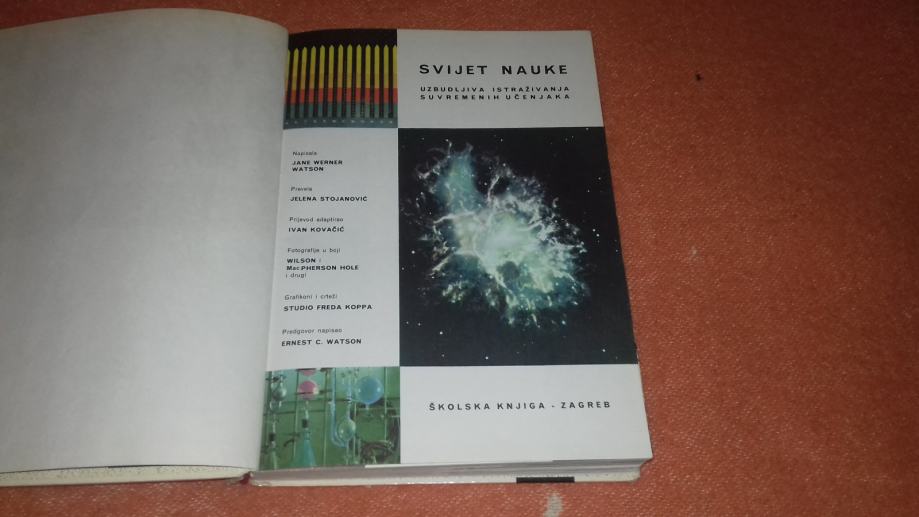 SVIJET NAUKE
UZBUDLJIVA ISTRAŽIVANJA
SUVREMENIH UČENJAKA
Napisala
JANE WERNER
WATSON
Prevela
JELENA STOJANOVIĆ
Prijevod adaptirao
IVAN KOVAČIĆ
Fotografije u boji
WILSON i
MacPHERSON HOLE
i drugi
Grafikoni i crteži
STUDIO FREDA KOPPA
Predgovor napisao
ERNEST C. WATSON
ŠKOLSKA KNJIGA - ZAGREB